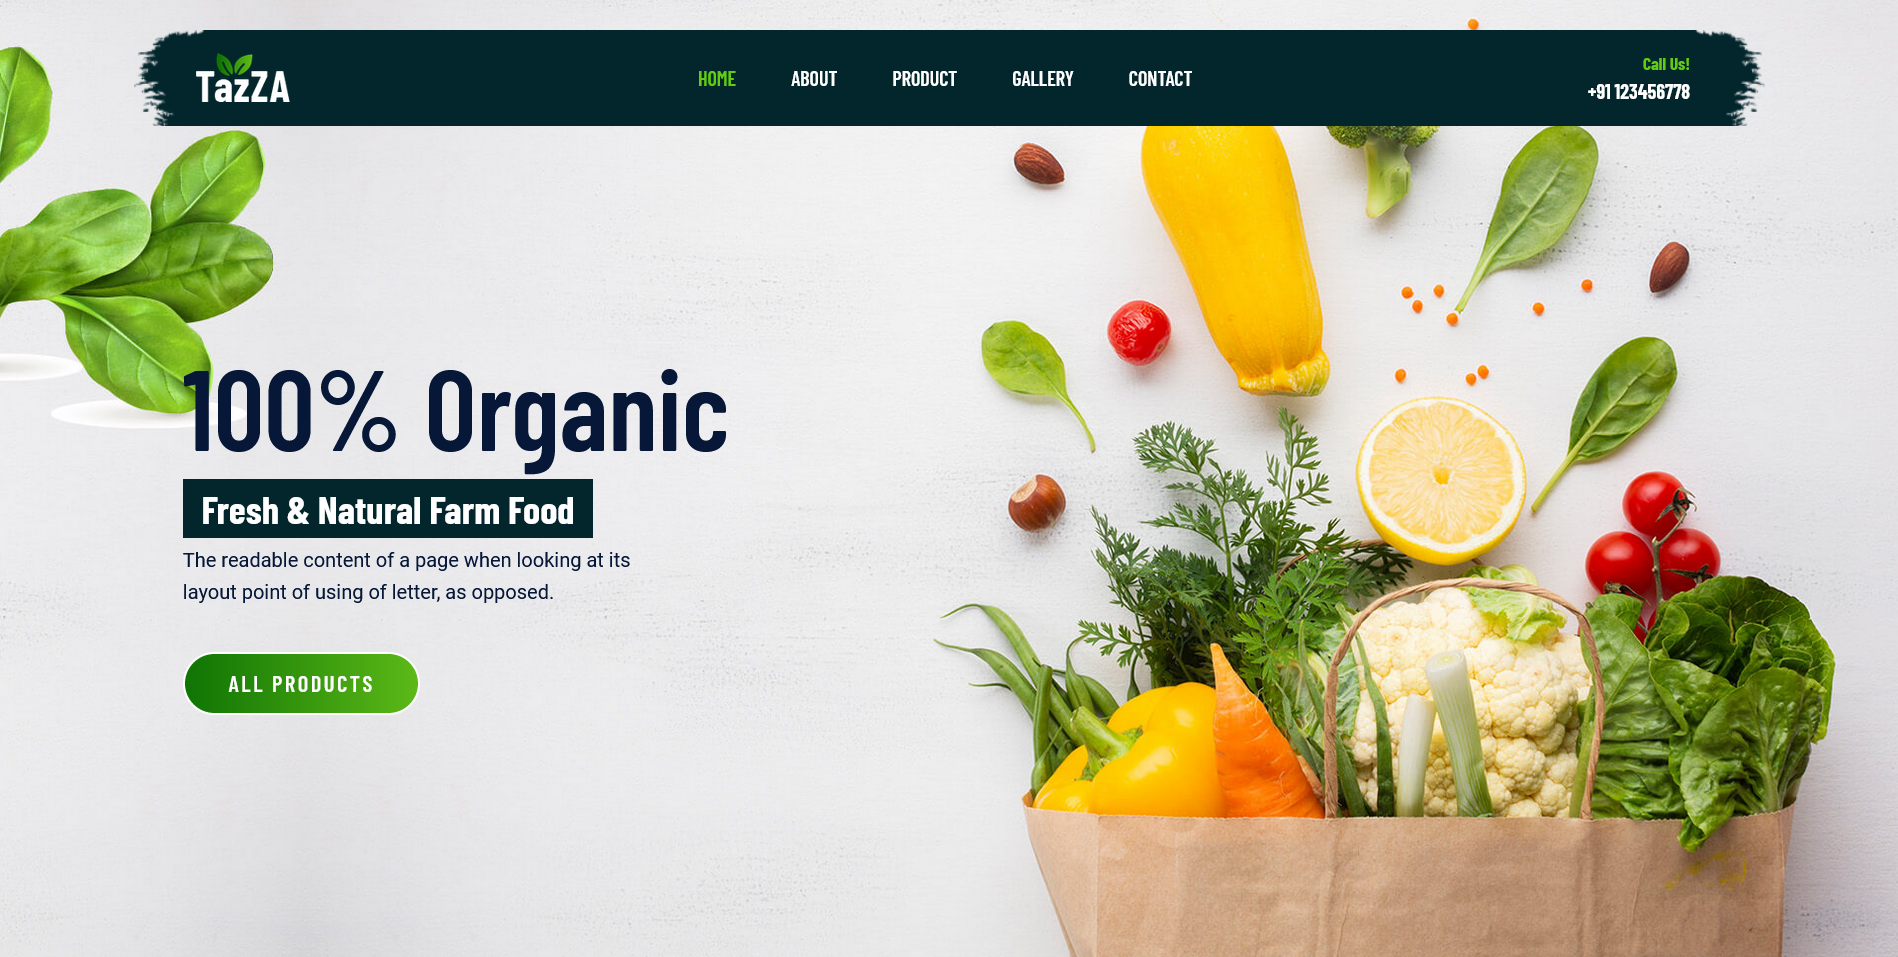 TazZA
HOME
ABOUT
PRODUCT
GALLERY
CONTACT
Call Us!
+91 123456778
100% Organic
Fresh & Natural Farm Food
The readable content of a page when looking at its
layout point of using of letter, as opposed.
ALL PRODUCTS